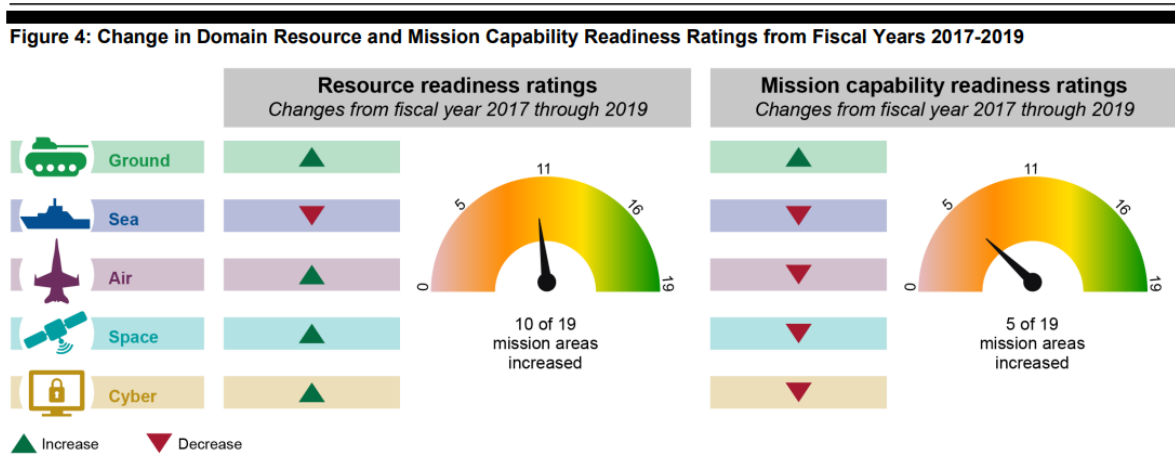 Figure 4: Change in Domain Resource and Mission Capability Readiness Ratings from Fiscal Years 2017-2019
Resource readiness ratings
Changes from fiscal year 2017 through 2019
Mission capability readiness ratings
Changes from fiscal year 2017 through 2019
Ground
Sea
Air
Space
Cyber
0
5
11
16
19
10 of 19
mission areas
increased
0
5
11
16
19
5 of 19
mission areas
increased
Increase
Decrease